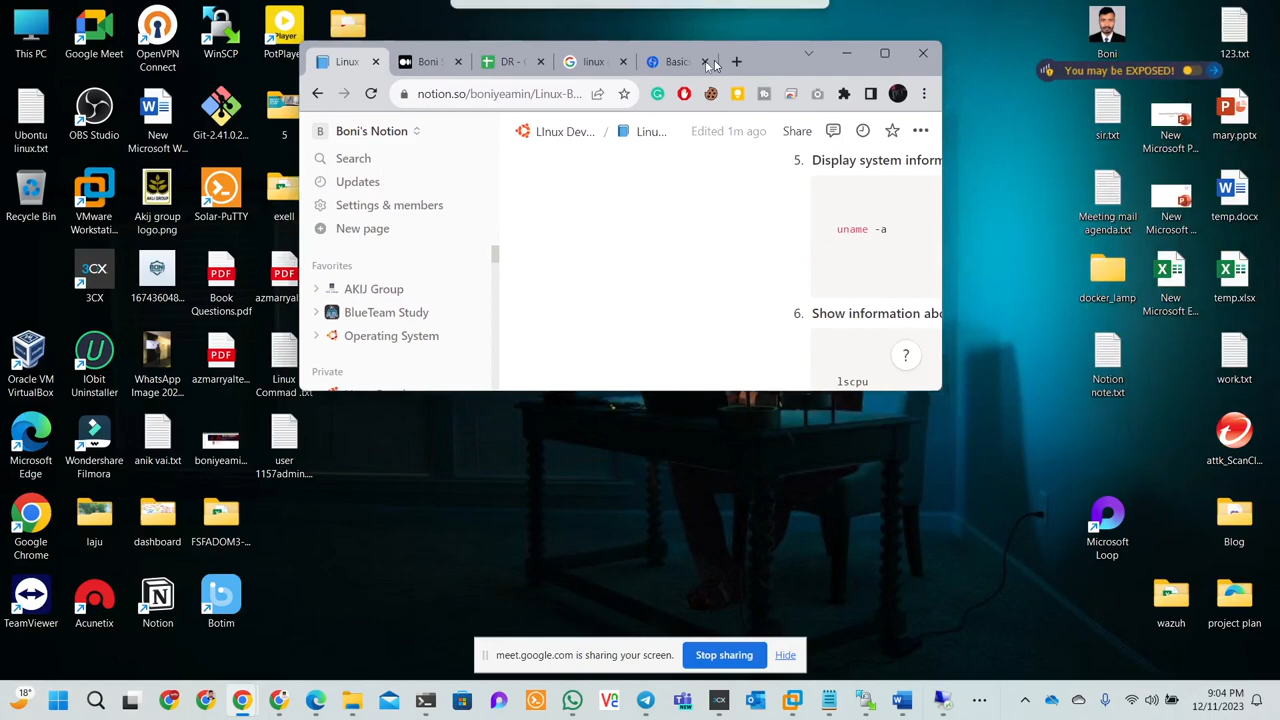 This PC
Google Meet
OpenVPN
Connect
WinSCP
PotPlayer
Boni
123.txt
Ubuntu
linux.txt
OBS Studio
New
Microsoft W...
Git-2.41.0.2...
5
sir.txt
New
Microsoft P...
mary.pptx
Recycle Bin
VMware
Workstati...
Akij group
logo.png
Solar-PuTTY
exell
Meeting mail
agenda.txt
New
Microsoft ...
temp.docx
3CX
167436048...
Book
Questions.pdf
azmarryal...
docker_lamp
New
Microsoft E...
temp.xlsx
Oracle VM
VirtualBox
IObit
Uninstaller
WhatsApp
Image 202...
azmarryalte...
Linux
Commad .txt
Notion
note.txt
work.txt
Microsoft
Edge
Wondershare
Filmora
anik vai.txt
boniyeami...
user
1157admin....
attk_ScanCl...
Google
Chrome
laju
dashboard
FSFADOM3-...
Microsoft
Loop
Blog
TeamViewer
Acunetix
Notion
Botim
wazuh
project plan
You may be EXPOSED!
Linux
Boni
DR -
linux
Basics
notion.so/boniyeamin/Linux-B...
B Boni's Notion
LInux Dev... / Linu...
Edited 1m ago
Share
Search
Updates
Settings & members
New page
Favorites
AKIJ Group
BlueTeam Study
Operating System
Private
5. Display system inform
uname -a
6. Show information abo
lscpu
?
meet.google.com is sharing your screen.
Stop sharing
Hide
18°
9:04 PM
12/11/2023